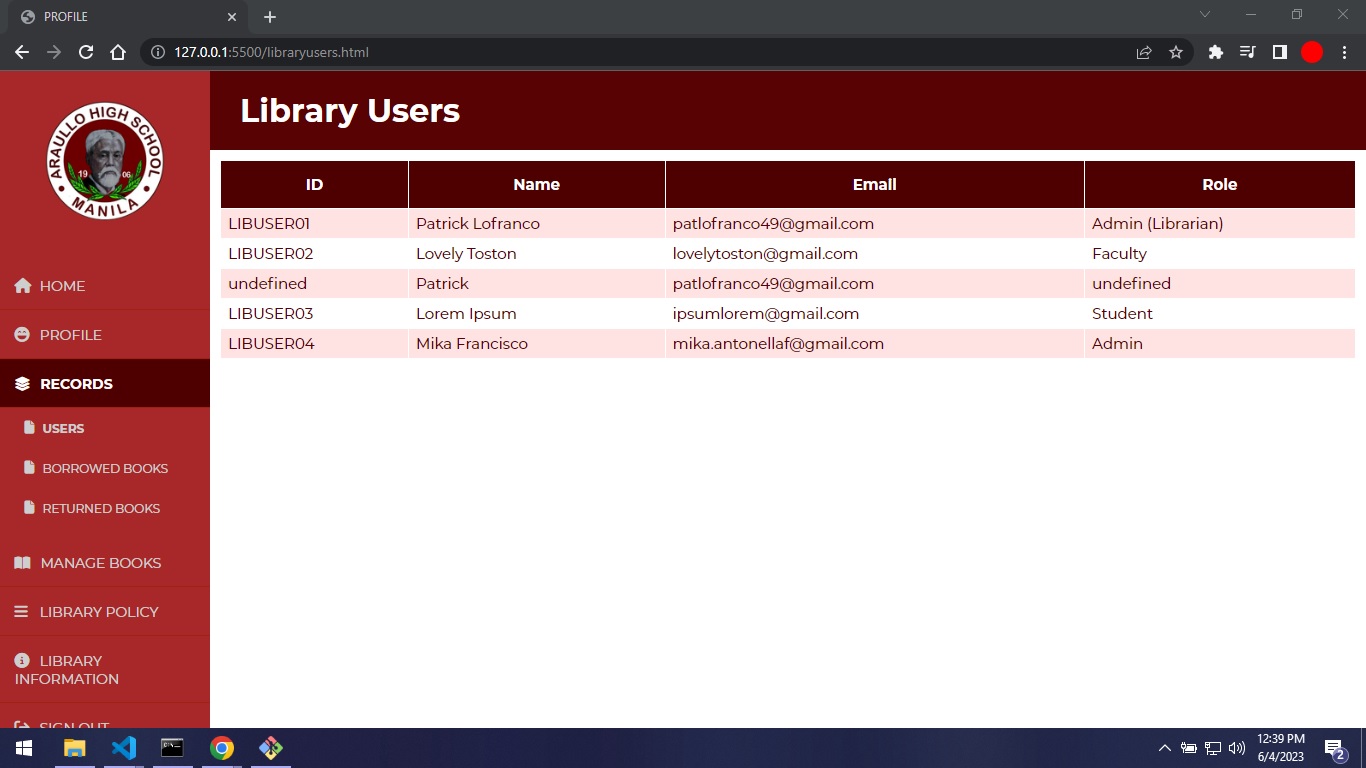 PROFILE
127.0.0.1:5500/libraryusers.html
ARAULLO HIGH SCHOOL
19 06
MANILA
Library Users
ID Name Email Role
LIBUSER01 Patrick Lofranco patlofranco49@gmail.com Admin (Librarian)
LIBUSER02 Lovely Toston lovelytoston@gmail.com Faculty
undefined Patrick patlofranco49@gmail.com undefined
LIBUSER03 Lorem Ipsum ipsumlorem@gmail.com Student
LIBUSER04 Mika Francisco mika.antonellaf@gmail.com Admin
HOME
PROFILE
RECORDS
USERS
BORROWED BOOKS
RETURNED BOOKS
MANAGE BOOKS
LIBRARY POLICY
LIBRARY
INFORMATION
SIGN OUT
12:39 PM
6/4/2023
2